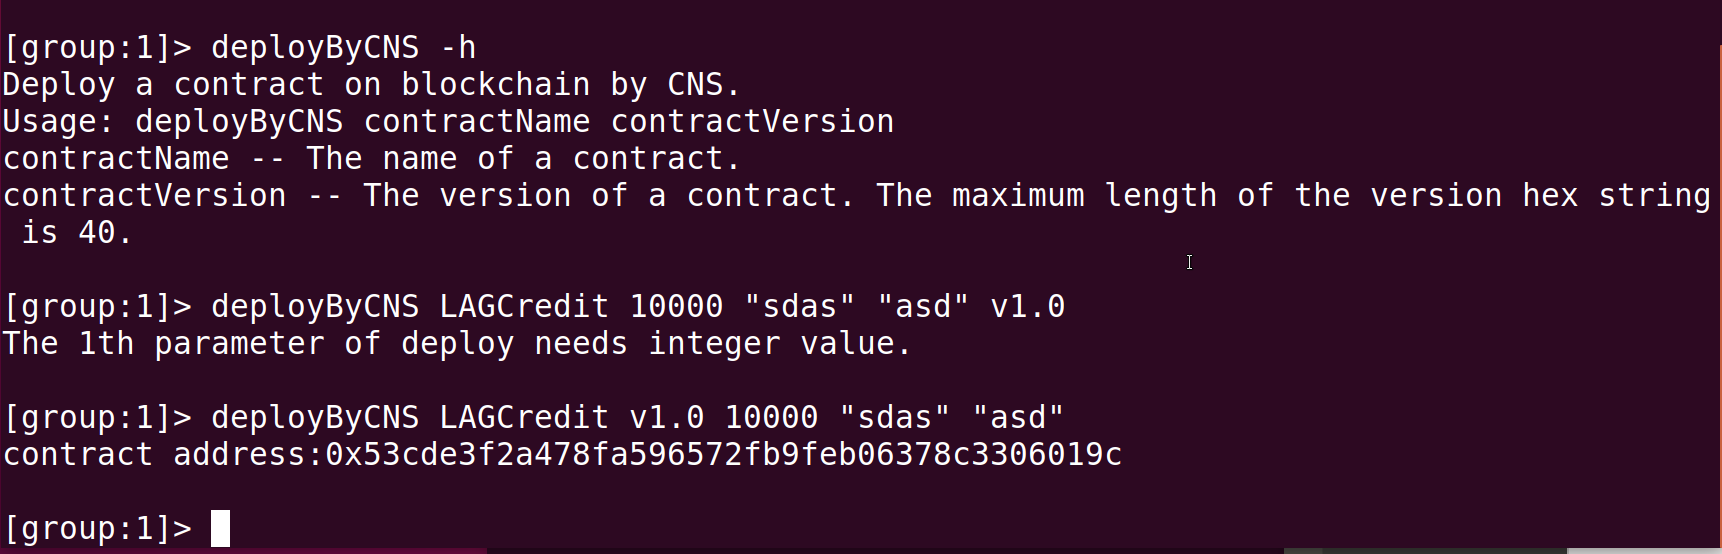 [group:1]> deployByCNS -h
Deploy a contract on blockchain by CNS.
Usage: deployByCNS contractName contractVersion
contractName -- The name of a contract.
contractVersion -- The version of a contract. The maximum length of the version hex string
 is 40.
[group:1]> deployByCNS LAGCredit 10000 "sdas" "asd" v1.0
The 1th parameter of deploy needs integer value.
[group:1]> deployByCNS LAGCredit v1.0 10000 "sdas" "asd"
contract address:0x53cde3f2a478fa596572fb9feb06378c3306019c
[group:1]>